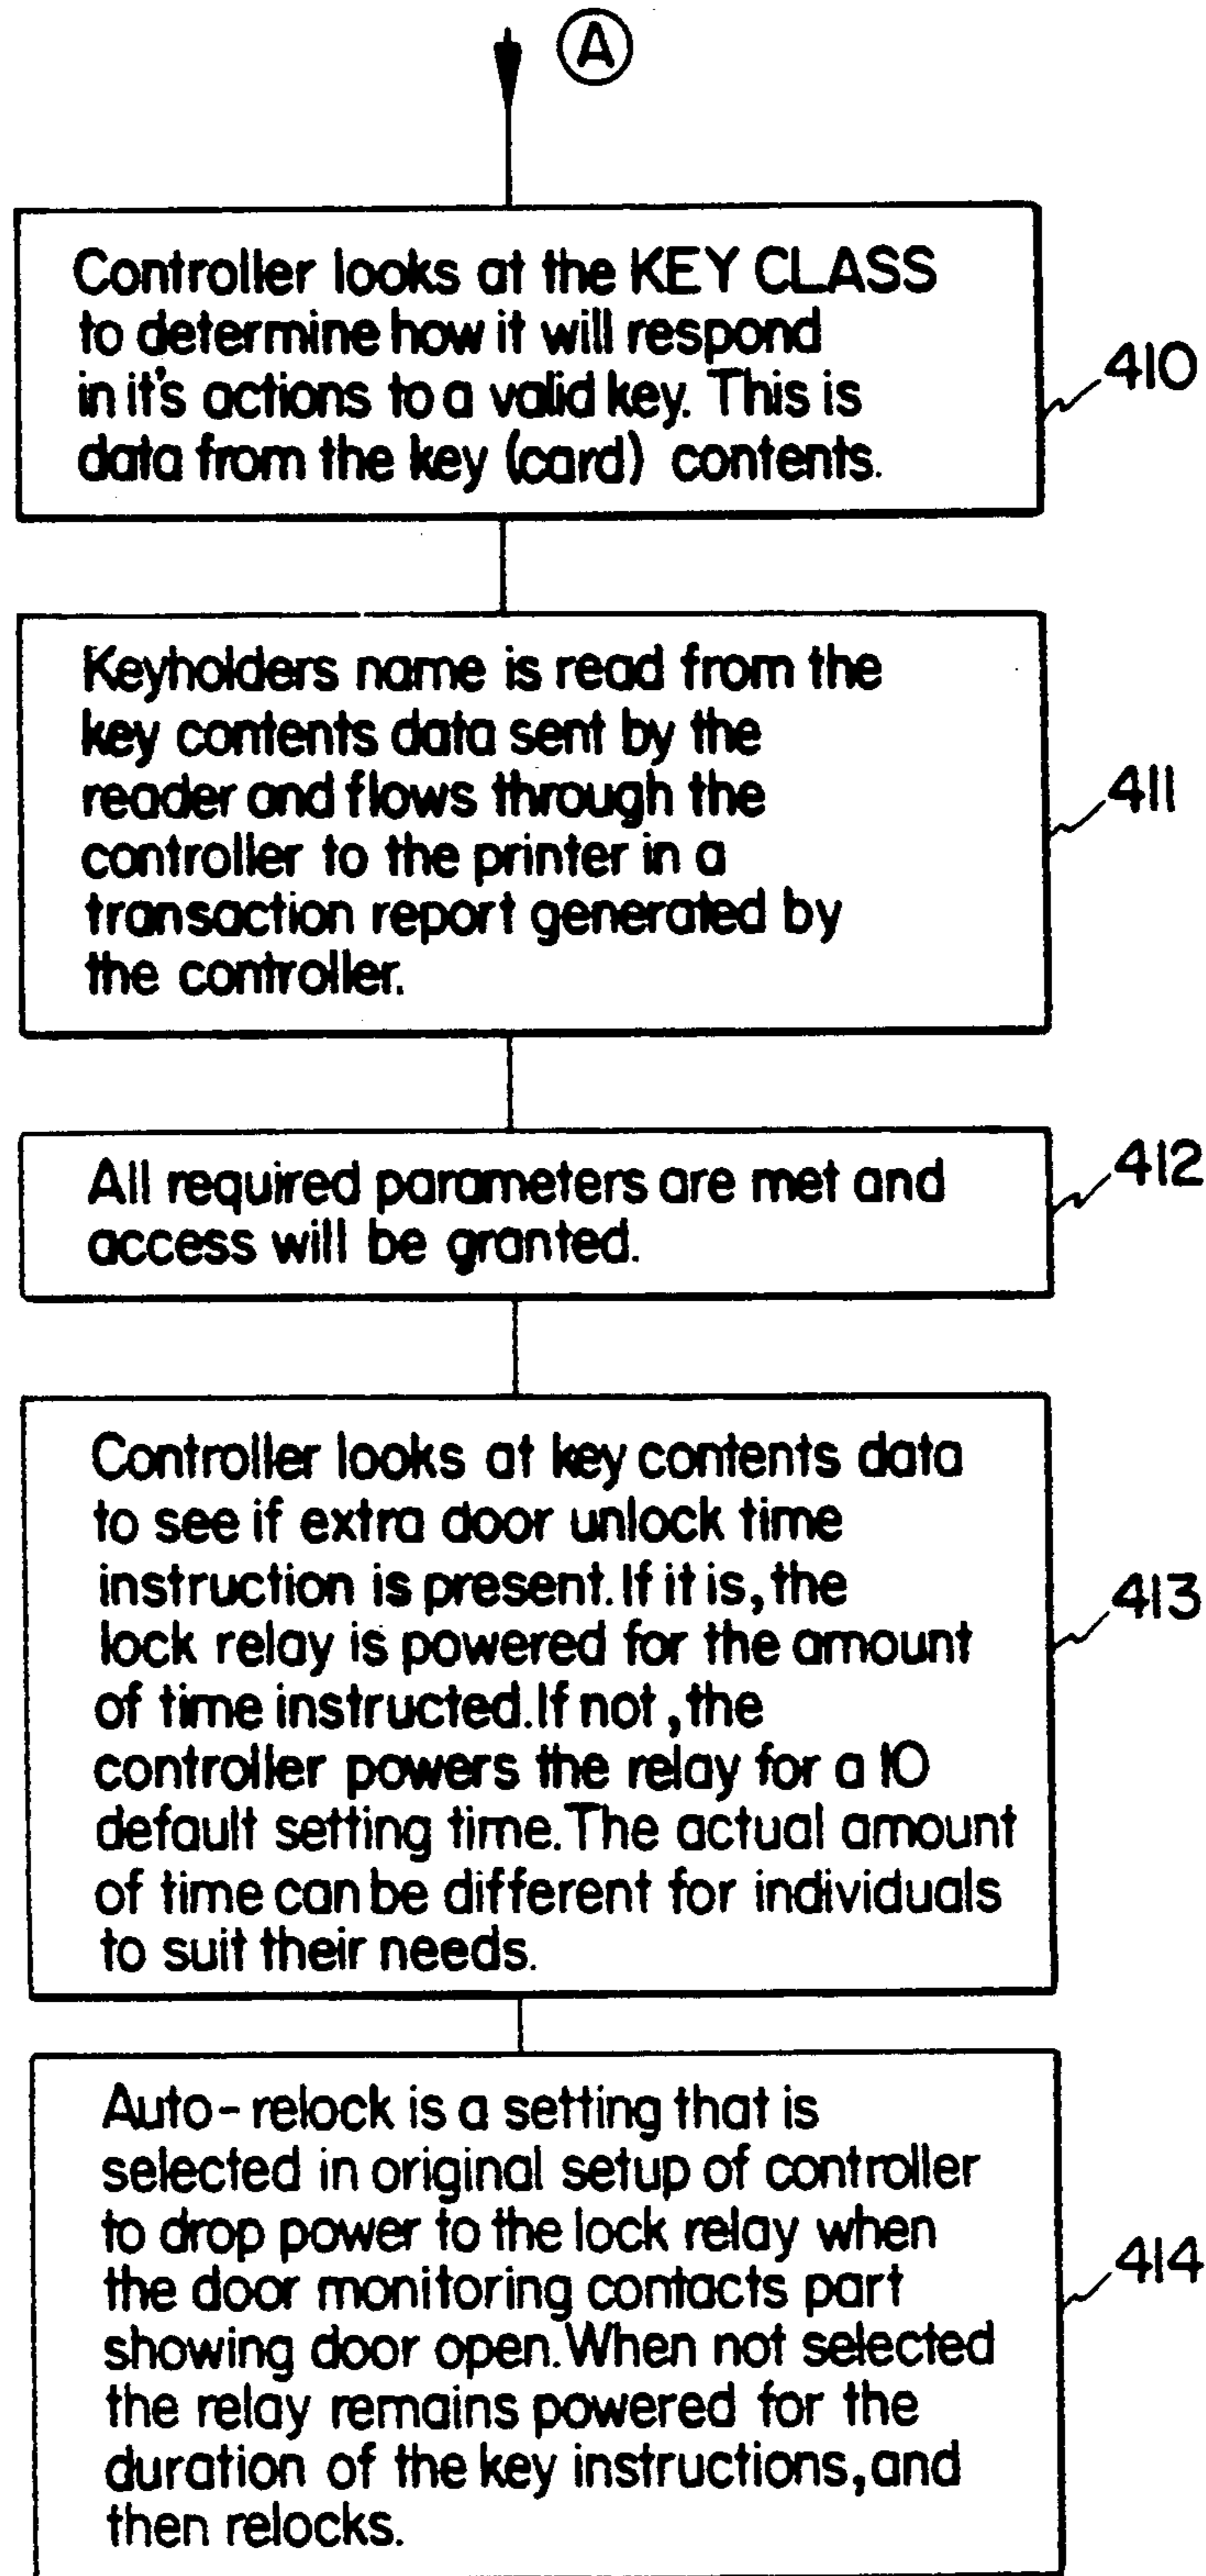 A
Controller looks at the KEY CLASS
to determine how it will respond
in it's actions to a valid key. This is
data from the key (card) contents.
410
Keyholders name is read from the
key contents data sent by the
reader and flows through the
controller to the printer in a
transaction report generated by
the controller.
411
All required parameters are met and
access will be granted.
412
Controller looks at key contents data
to see if extra door unlock time
instruction is present. If it is, the
lock relay is powered for the amount
of time instructed. If not, the
controller powers the relay for a 10
default setting time. The actual amount
of time can be different for individuals
to suit their needs.
413
Auto-relock is a setting that is
selected in original setup of controller
to drop power to the lock relay when
the door monitoring contacts part
showing door open. When not selected
the relay remains powered for the
duration of the key instructions, and
then relocks.
414